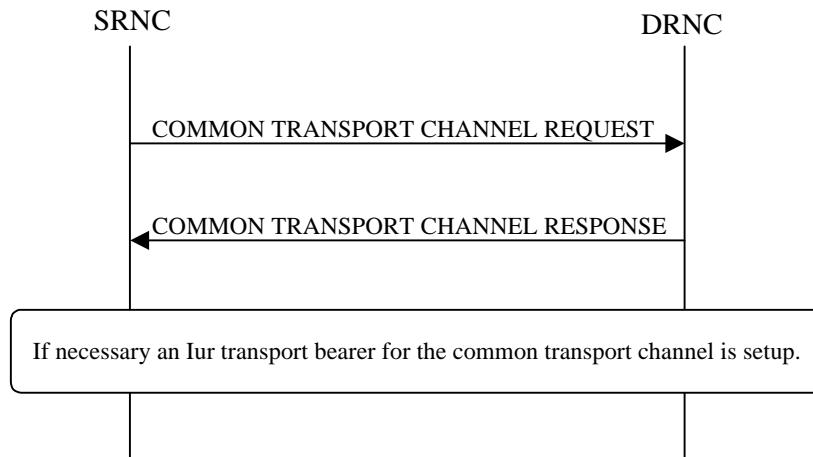 SRNC
DRNC
COMMON TRANSPORT CHANNEL REQUEST
COMMON TRANSPORT CHANNEL RESPONSE
If necessary an Iur transport bearer for the common transport channel is setup.